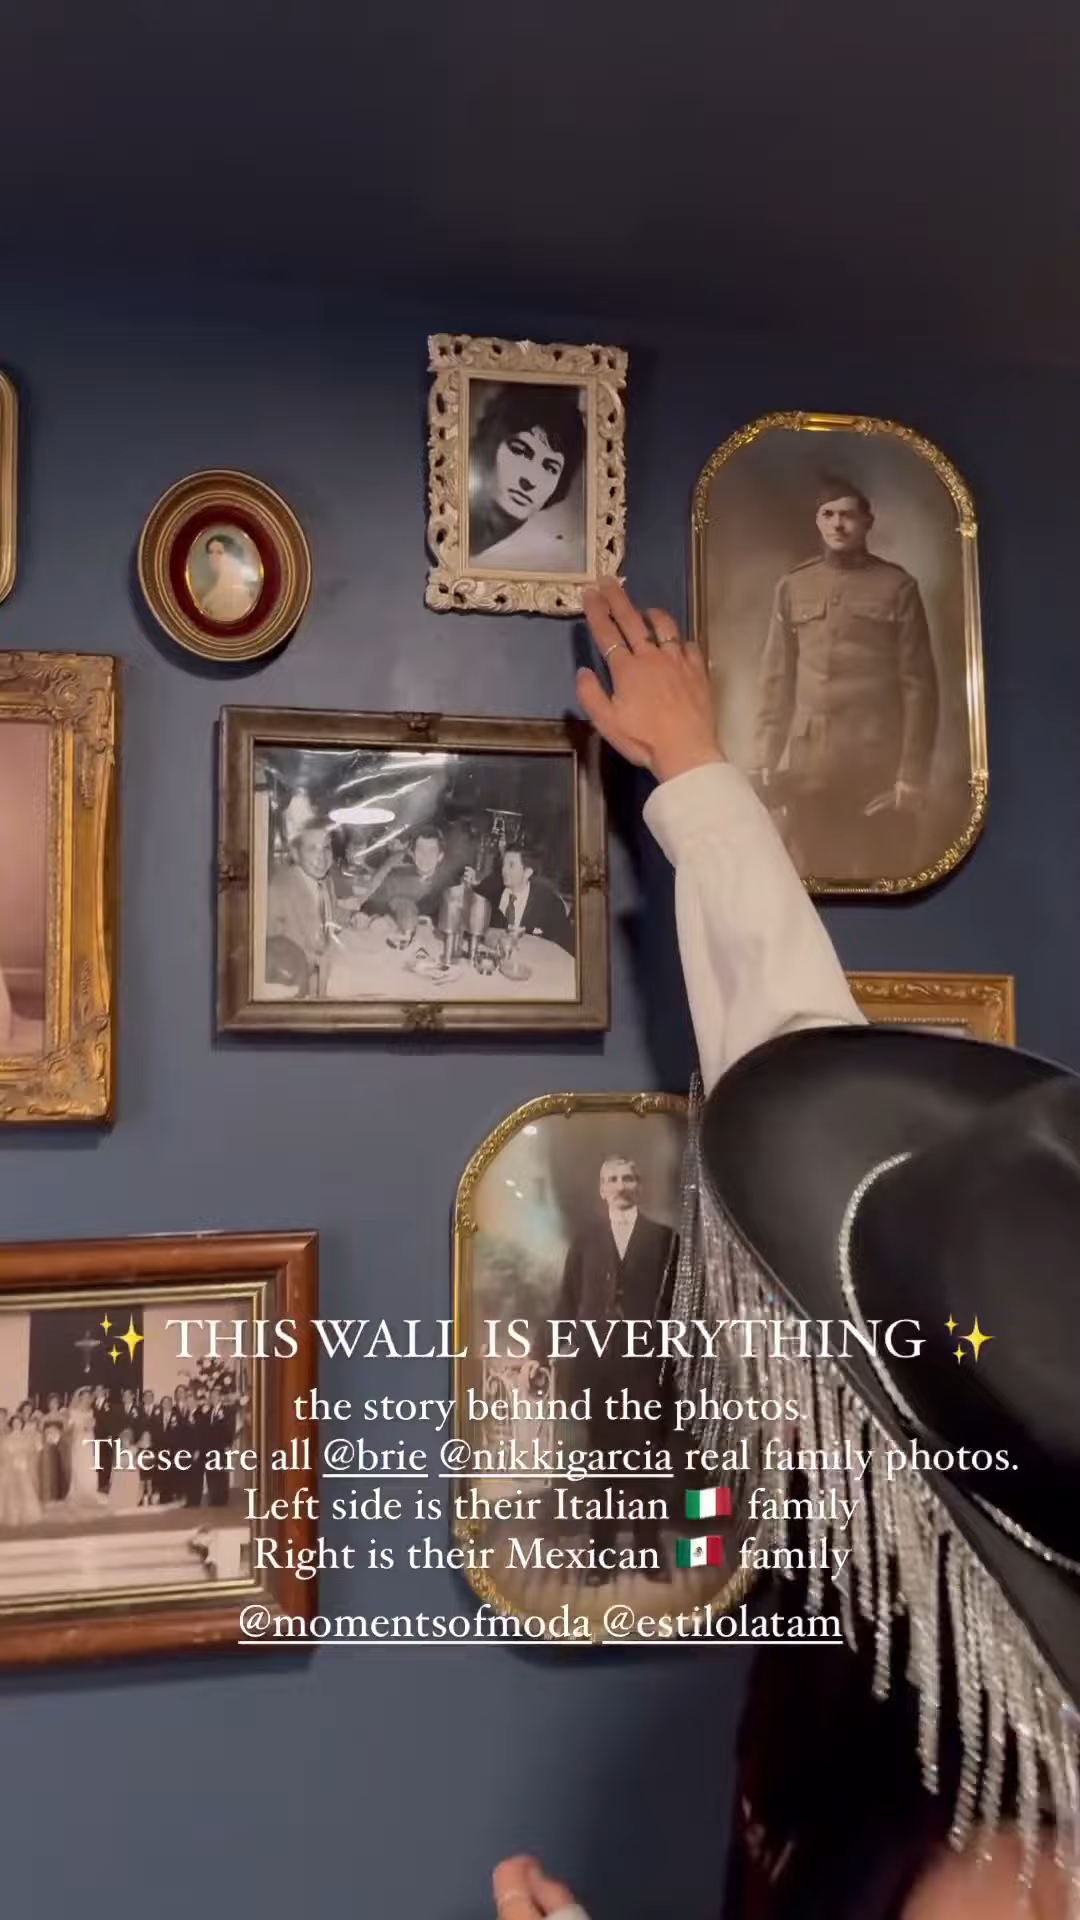 ✨ THIS WALL IS EVERYTHING ✨
the story behind the photos.
These are all @brie @nikkigarcia real family photos.
Left side is their Italian 🇮🇹 family
Right is their Mexican 🇲🇽 family
@momentsofmoda @estilolatam